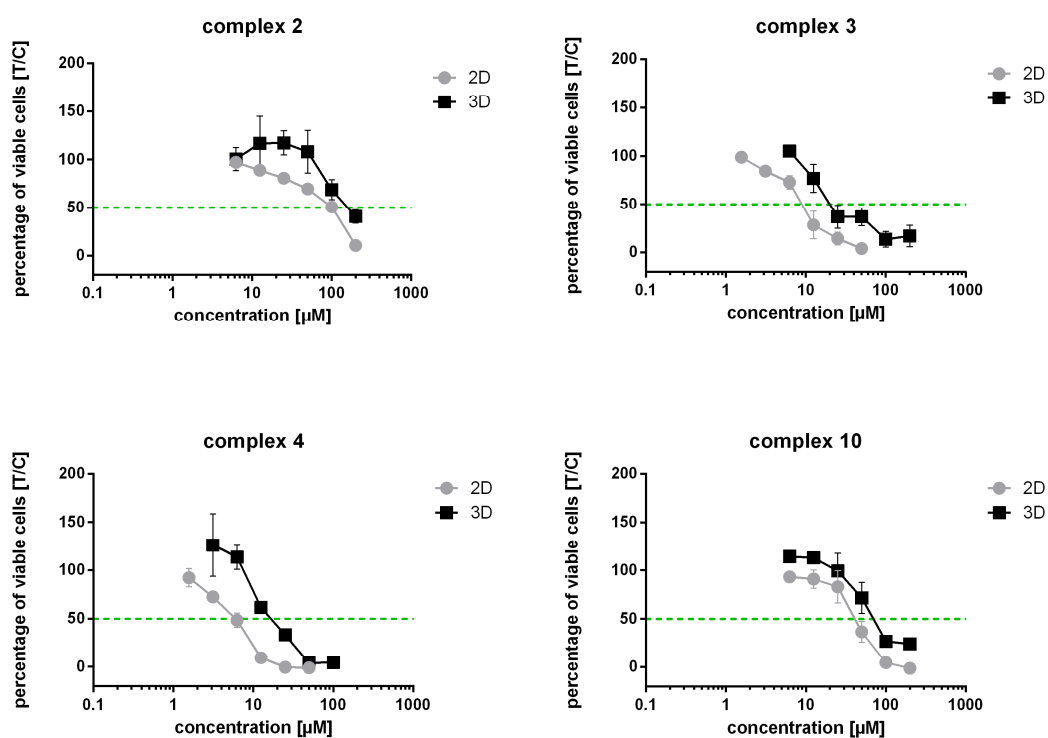 complex 2
percentage of viable cells [T/C]
200
150
100
50
0
0.1 1 10 100 1000
concentration [µM]
2D
3D
complex 3
percentage of viable cells [T/C]
200
150
100
50
0
0.1 1 10 100 1000
concentration [µM]
2D
3D
complex 4
percentage of viable cells [T/C]
200
150
100
50
0
0.1 1 10 100 1000
concentration [µM]
2D
3D
complex 10
percentage of viable cells [T/C]
200
150
100
50
0
0.1 1 10 100 1000
concentration [µM]
2D
3D